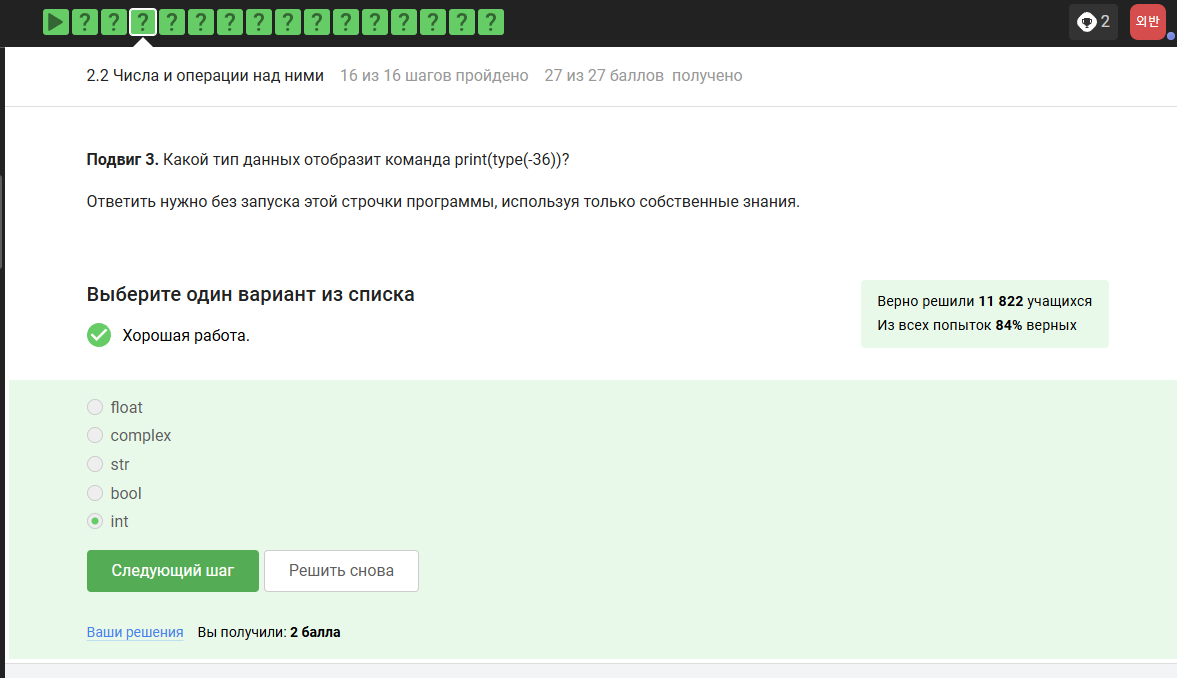 ? ? ? ? ? ? ? ? ? ? ? ? ? ? ? 2 외반
2.2 Числа и операции над ними 16 из 16 шагов пройдено 27 из 27 баллов получено
Подвиг 3. Какой тип данных отобразит команда print(type(-36))?
Ответить нужно без запуска этой строчки программы, используя только собственные знания.
Выберите один вариант из списка
Хорошая работа.
Верно решили 11 822 учащихся
Из всех попыток 84% верных
float
complex
str
bool
int
Следующий шаг Решить снова
Ваши решения Вы получили: 2 балла